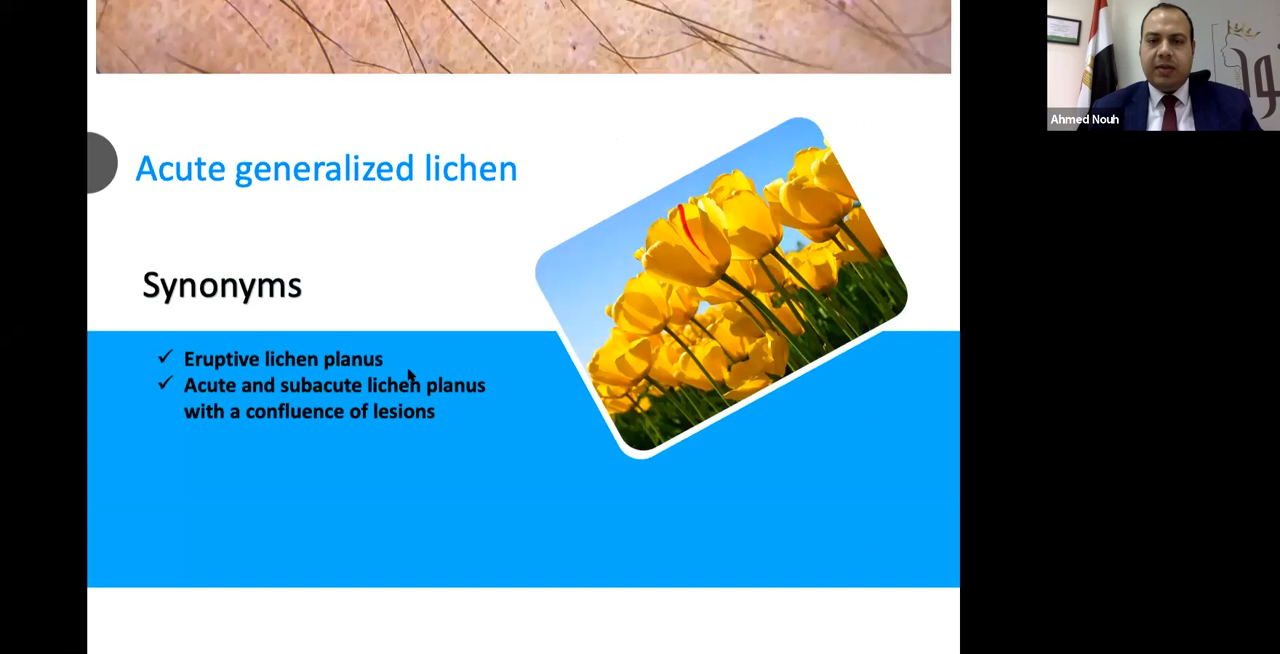 Acute generalized lichen
Synonyms
✓ Eruptive lichen planus
✓ Acute and subacute lichen planus
with a confluence of lesions
Ahmed Nouh